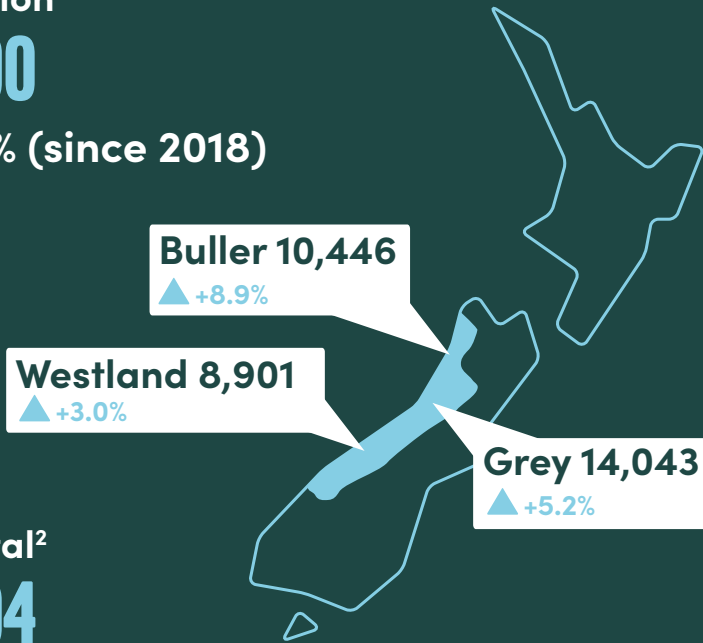 % (since 2018)
Buller 10,446
+8.9%
Westland 8,901
+3.0%
Grey 14,043
+5.2%